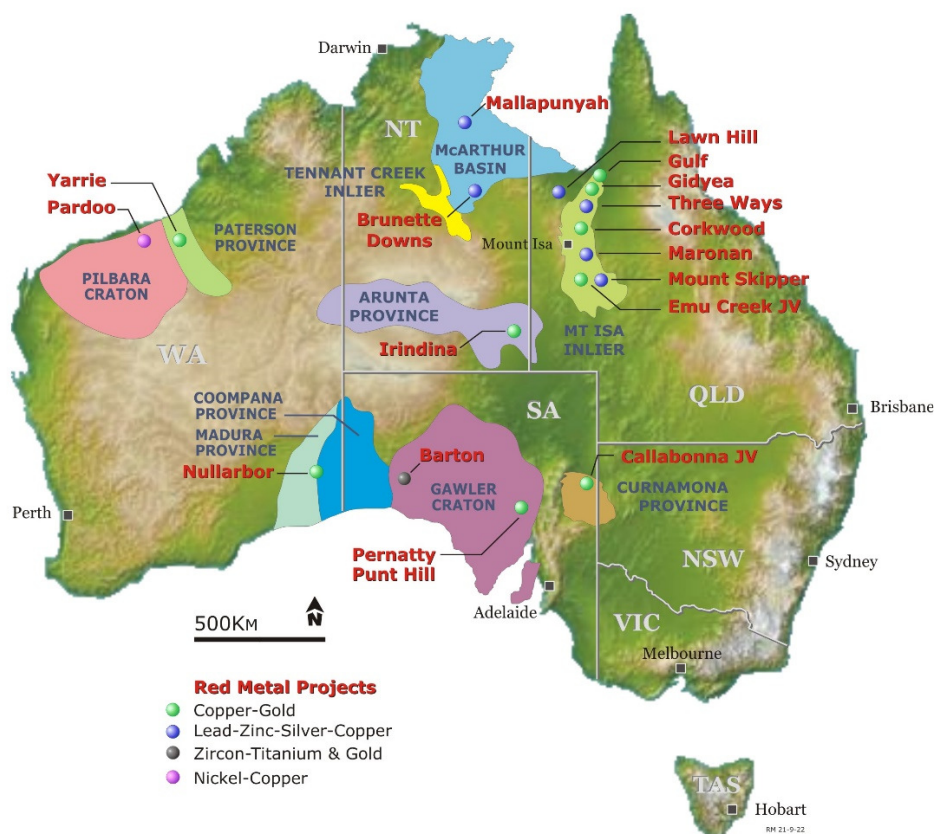 Darwin
Mallapunyah
NT
McARTHUR
BASIN
Lawn Hill
Gulf
TENNANT CREEK
INLIER
Gidyea
Yarrie
Three Ways
Pardoo
Brunette
Downs
PATERSON
PROVINCE
Corkwood
Mount Isa
Maronan
PILBARA
CRATON
Mount Skipper
ARUNTA
PROVINCE
Emu Creek JV
MT ISA
INLIER
Irindina
WA
COOMPANA
PROVINCE
SA
QLD
Brisbane
MADURA
PROVINCE
Nullarbor
Barton
Callabonna JV
GAWLER
CRATON
CURNAMONA
PROVINCE
Perth
Pernatty
Punt Hill
NSW
Sydney
Adelaide
500KM
N
VIC
Melbourne
Red Metal Projects
Copper-Gold
Lead-Zinc-Silver-Copper
Zircon-Titanium & Gold
Nickel-Copper
TAS
Hobart
RM 21-9-22